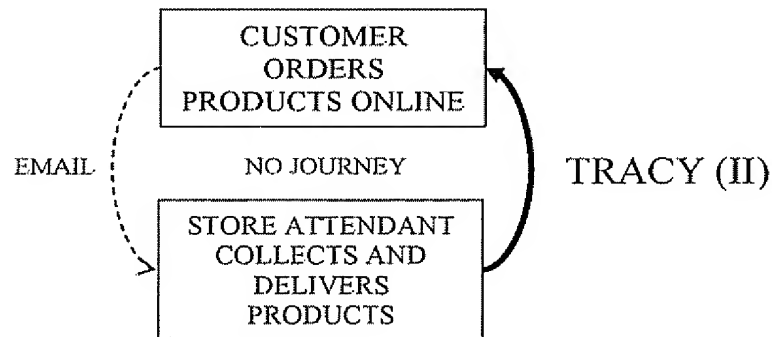 CUSTOMER
ORDERS
PRODUCTS ONLINE
EMAIL
NO JOURNEY
TRACY (II)
STORE ATTENDANT
COLLECTS AND
DELIVERS
PRODUCTS